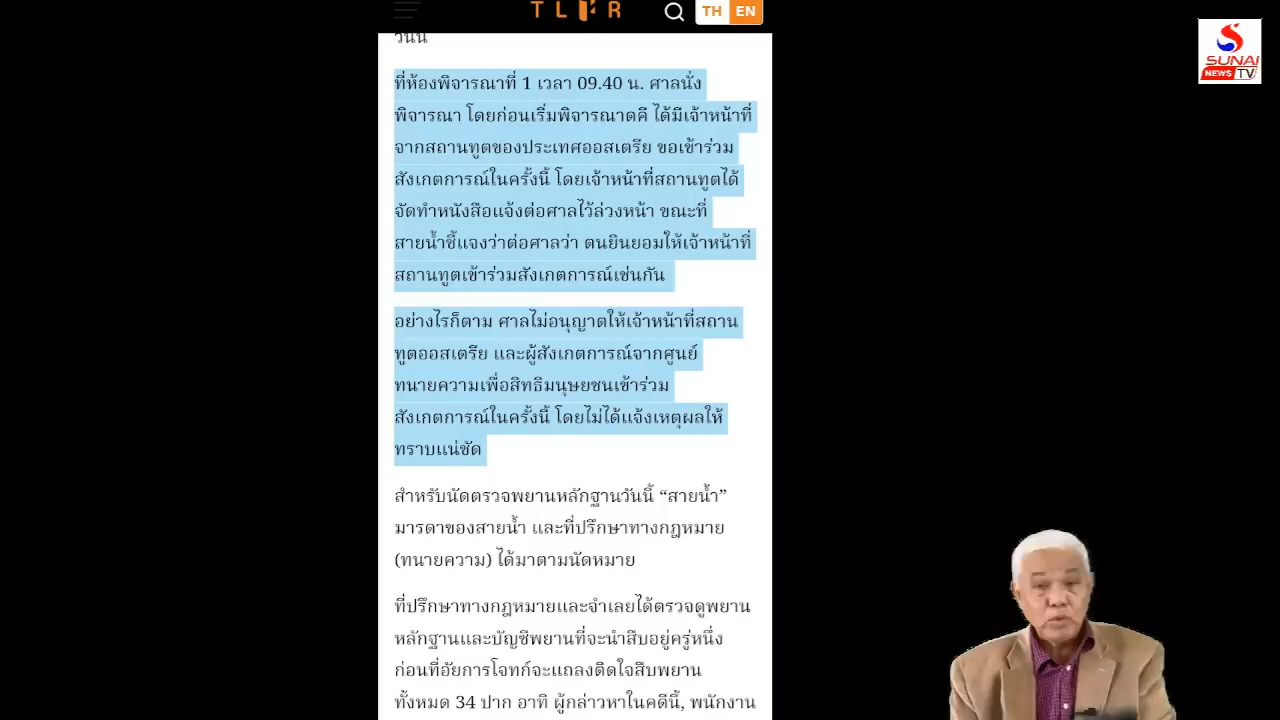 TLHR
TH EN
วันนี้
ที่ห้องพิจารณาที่ 1 เวลา 09.40 น. ศาลนั่ง
พิจารณา โดยก่อนเริ่มพิจารณาดคี ได้มีเจ้าหน้าที่
จากสถานทูตของประเทศออสเตรีย ขอเข้าร่วม
สังเกตการณ์ในครั้งนี้ โดยเจ้าหน้าที่สถานทูตได้
จัดทำหนังสือแจ้งต่อศาลไว้ล่วงหน้า ขณะที่
สายน้ำชี้แจงว่าต่อศาลว่า ตนยินยอมให้เจ้าหน้าที่
สถานทูตเข้าร่วมสังเกตการณ์เช่นกัน
อย่างไรก็ตาม ศาลไม่อนุญาตให้เจ้าหน้าที่สถาน
ทูตออสเตรีย และผู้สังเกตการณ์จากศูนย์
ทนายความเพื่อสิทธิมนุษยชนเข้าร่วม
สังเกตการณ์ในครั้งนี้ โดยไม่ได้แจ้งเหตุผลให้
ทราบแน่ชัด
สำหรับนัดตรวจพยานหลักฐานวันนี้ “สายน้ำ”
มารดาของสายน้ำ และที่ปรึกษาทางกฎหมาย
(ทนายความ) ได้มาตามนัดหมาย
ที่ปรึกษาทางกฎหมายและจำเลยได้ตรวจดูพยาน
หลักฐานและบัญชีพยานที่จะนำสืบอยู่ครู่หนึ่ง
ก่อนที่อัยการโจทก์จะแถลงติดใจสืบพยาน
ทั้งหมด 34 ปาก อาทิ ผู้กล่าวหาในคดีนี้, พนักงาน
SUNAI
NEWS TV